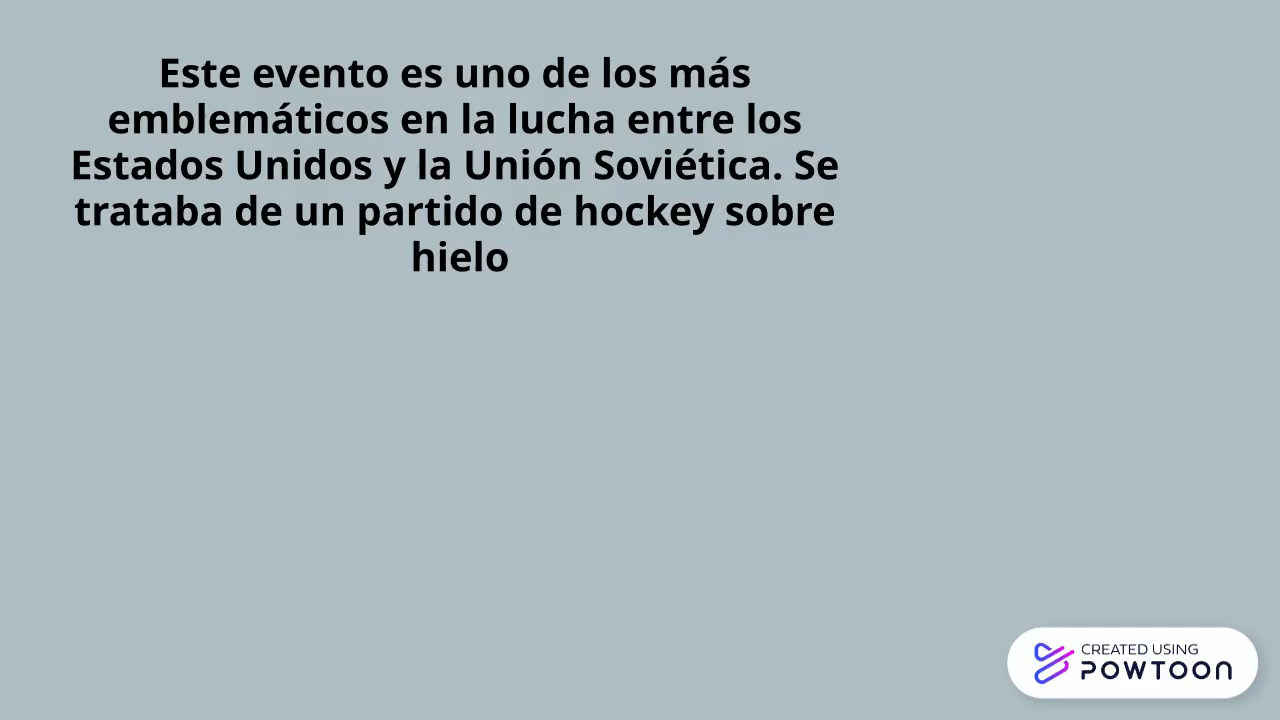 Este evento es uno de los más
emblemáticos en la lucha entre los
Estados Unidos y la Unión Soviética. Se
trataba de un partido de hockey sobre
hielo
CREATED USING
POWTOON